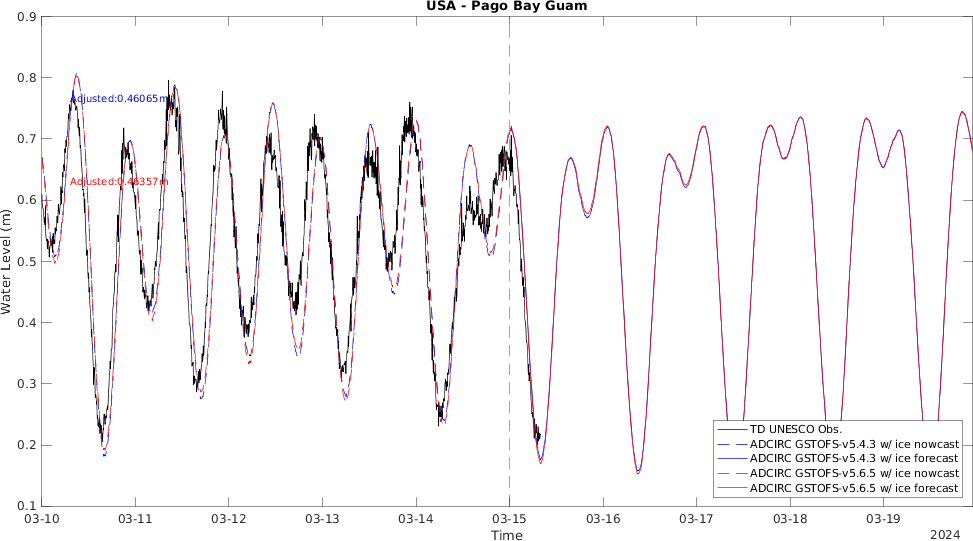 USA - Pago Bay Guam
0.9
0.8
0.7
0.6
0.5
0.4
0.3
0.2
0.1
Water Level (m)
Adjusted:0.46065m
Adjusted:0.46357m
TD UNESCO Obs.
ADCIRC GSTOFS-v5.4.3 w/ ice nowcast
ADCIRC GSTOFS-v5.4.3 w/ ice forecast
ADCIRC GSTOFS-v5.6.5 w/ ice nowcast
ADCIRC GSTOFS-v5.6.5 w/ ice forecast
03-10 03-11 03-12 03-13 03-14 03-15 03-16 03-17 03-18 03-19
Time
2024